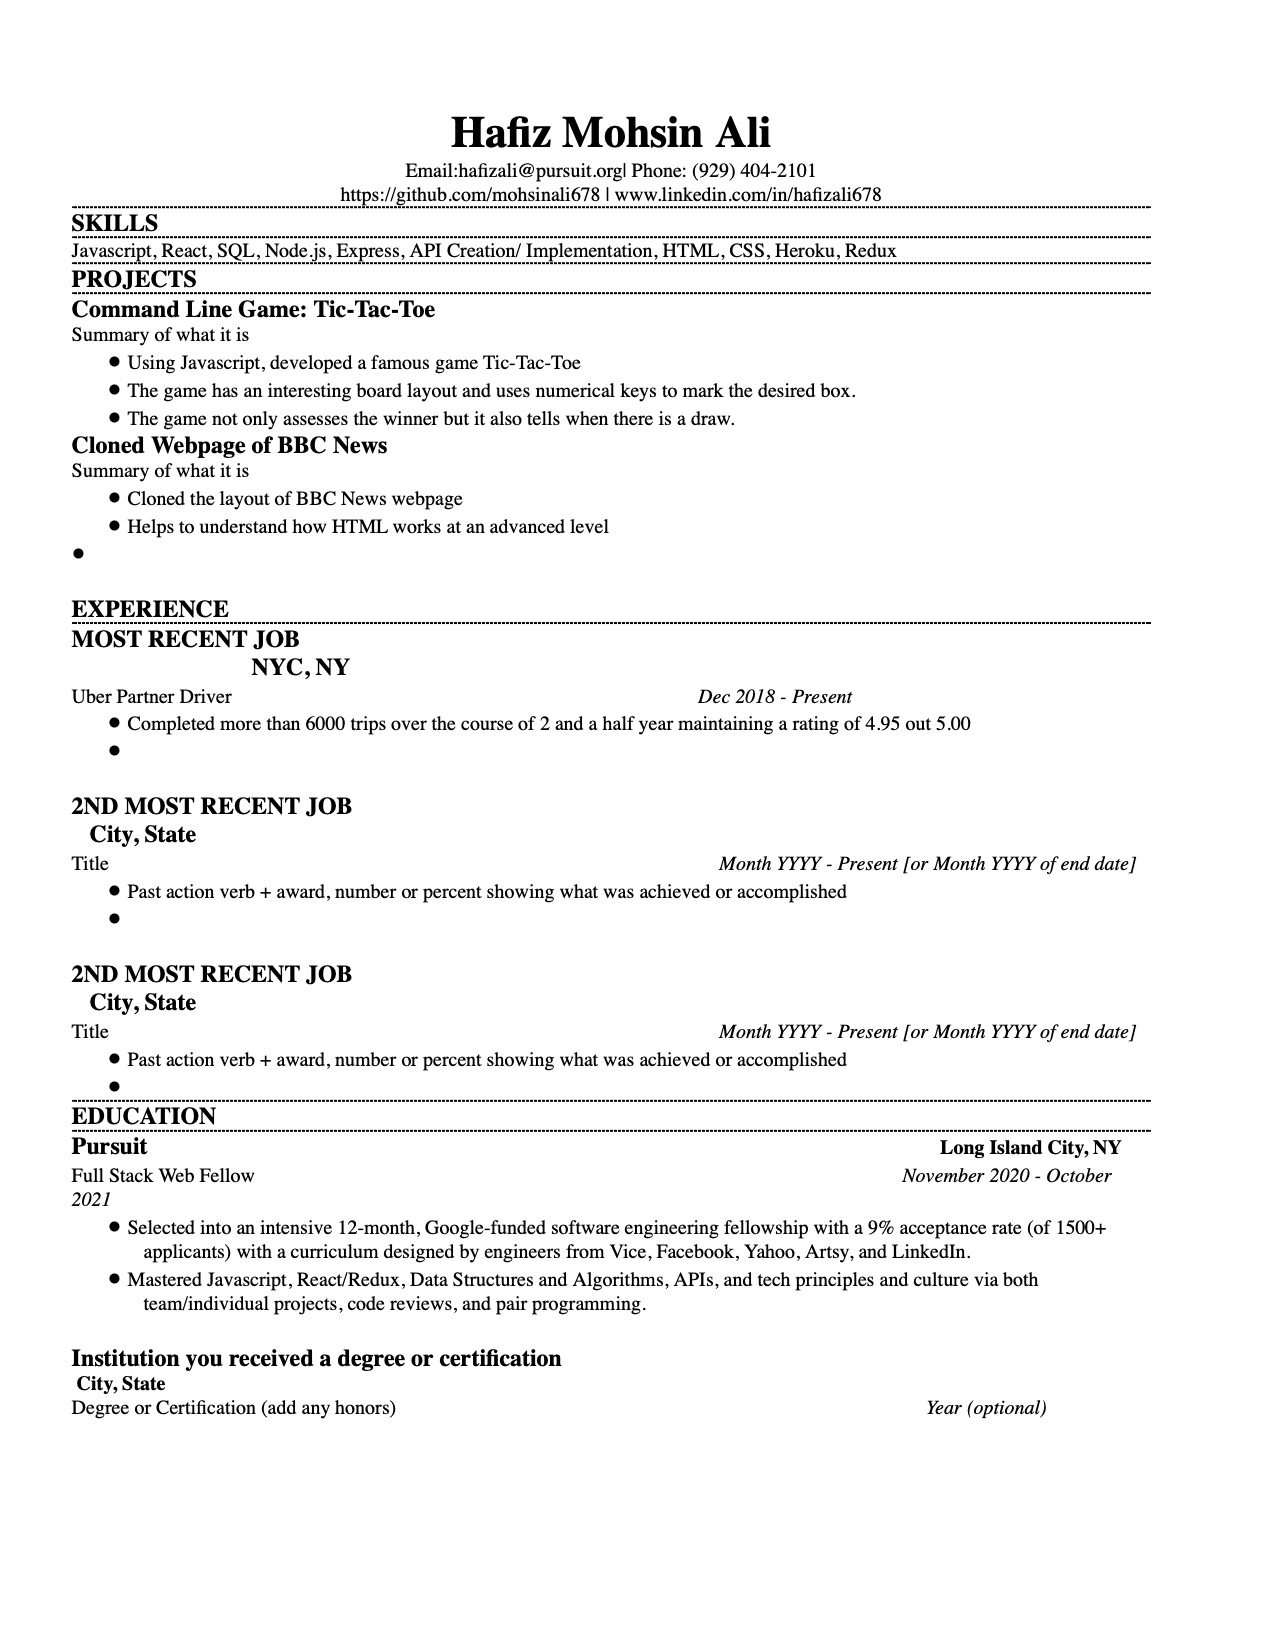 Hafiz Mohsin Ali
Email:hafizali@pursuit.org| Phone: (929) 404-2101
https://github.com/mohsinali678 | www.linkedin.com/in/hafizali678
SKILLS
Javascript, React, SQL, Node.js, Express, API Creation/ Implementation, HTML, CSS, Heroku, Redux
PROJECTS
Command Line Game: Tic-Tac-Toe
Summary of what it is
● Using Javascript, developed a famous game Tic-Tac-Toe
● The game has an interesting board layout and uses numerical keys to mark the desired box.
● The game not only assesses the winner but it also tells when there is a draw.
Cloned Webpage of BBC News
Summary of what it is
● Cloned the layout of BBC News webpage
● Helps to understand how HTML works at an advanced level
●
EXPERIENCE
MOST RECENT JOB
NYC, NY
Uber Partner Driver Dec 2018 - Present
● Completed more than 6000 trips over the course of 2 and a half year maintaining a rating of 4.95 out 5.00
●
2ND MOST RECENT JOB
City, State
Title Month YYYY - Present [or Month YYYY of end date]
● Past action verb + award, number or percent showing what was achieved or accomplished
●
2ND MOST RECENT JOB
City, State
Title Month YYYY - Present [or Month YYYY of end date]
● Past action verb + award, number or percent showing what was achieved or accomplished
●
EDUCATION
Pursuit Long Island City, NY
Full Stack Web Fellow November 2020 - October
2021
● Selected into an intensive 12-month, Google-funded software engineering fellowship with a 9% acceptance rate (of 1500+
applicants) with a curriculum designed by engineers from Vice, Facebook, Yahoo, Artsy, and LinkedIn.
● Mastered Javascript, React/Redux, Data Structures and Algorithms, APIs, and tech principles and culture via both
team/individual projects, code reviews, and pair programming.
Institution you received a degree or certification
City, State
Degree or Certification (add any honors) Year (optional)